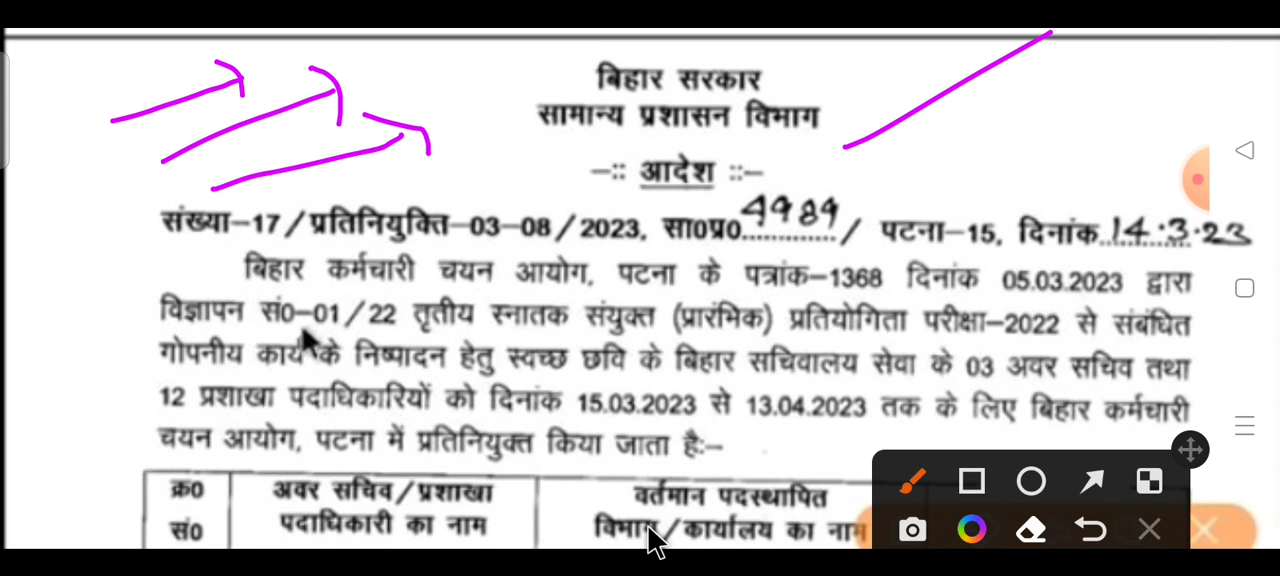 बिहार सरकार
सामान्य प्रशासन विभाग
—:: आदेश ::—
संख्या–17/प्रतिनियुक्ति–03–08/2023, सा0प्र0 4989 / पटना–15, दिनांक 14.3.23
बिहार कर्मचारी चयन आयोग, पटना के पत्रांक–1368 दिनांक 05.03.2023 द्वारा
विज्ञापन सं0–01/22 तृतीय स्नातक संयुक्त (प्रारंभिक) प्रतियोगिता परीक्षा–2022 से संबंधित
गोपनीय कार्य के निष्पादन हेतु स्वच्छ छवि के बिहार सचिवालय सेवा के 03 अवर सचिव तथा
12 प्रशाखा पदाधिकारियों को दिनांक 15.03.2023 से 13.04.2023 तक के लिए बिहार कर्मचारी
चयन आयोग, पटना में प्रतिनियुक्त किया जाता है:–
क्र0
सं0
अवर सचिव/प्रशाखा
पदाधिकारी का नाम
वर्तमान पदस्थापित
विभाग/कार्यालय का नाम